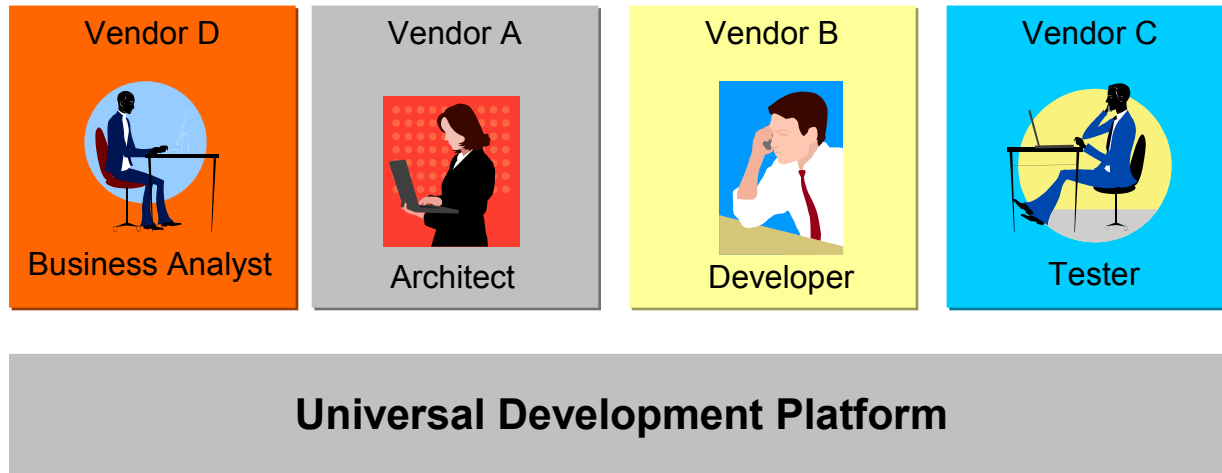 Vendor D
Business Analyst
Vendor A
Architect
Vendor B
Developer
Vendor C
Tester
Universal Development Platform